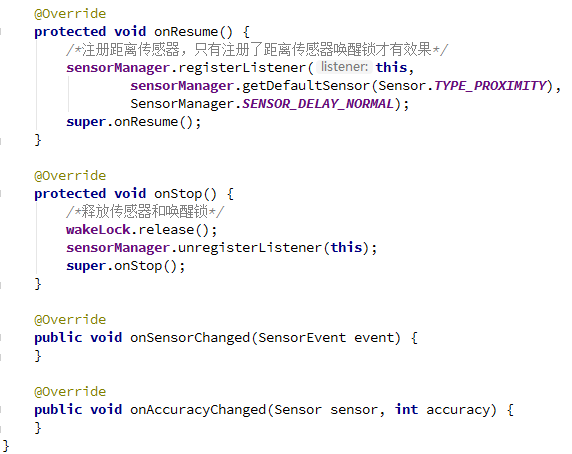 @Override
protected void onResume() {
/*注册距离传感器，只有注册了距离传感器唤醒锁才有效果*/
sensorManager.registerListener( listener: this,
sensorManager.getDefaultSensor(Sensor.TYPE_PROXIMITY),
SensorManager.SENSOR_DELAY_NORMAL);
super.onResume();
}
@Override
protected void onStop() {
/*释放传感器和唤醒锁*/
wakeLock.release();
sensorManager.unregisterListener(this);
super.onStop();
}
@Override
public void onSensorChanged(SensorEvent event) {
}
@Override
public void onAccuracyChanged(Sensor sensor, int accuracy) {
}
}